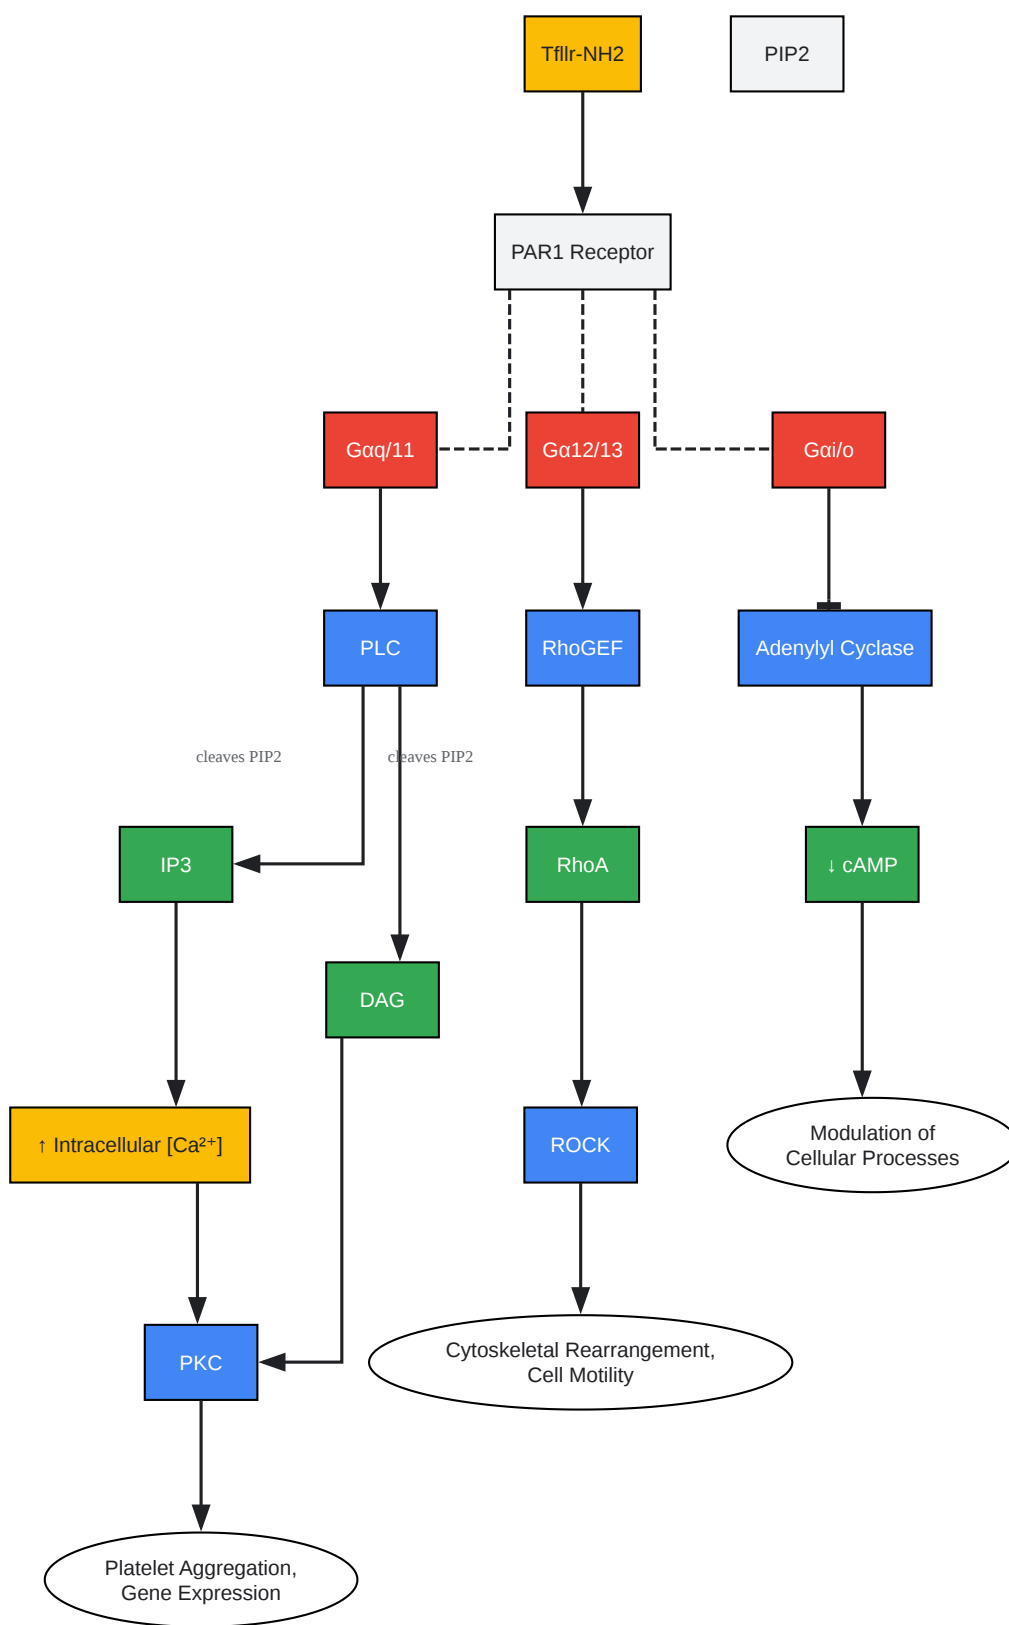 Tfllr-NH2
PIP2
PAR1 Receptor
Gαq/11
Gα12/13
Gαi/o
PLC
RhoGEF
Adenylyl Cyclase
cleaves PIP2
cleaves PIP2
IP3
RhoA
↓ cAMP
DAG
↑ Intracellular [Ca²⁺]
ROCK
Modulation of
Cellular Processes
PKC
Cytoskeletal Rearrangement,
Cell Motility
Platelet Aggregation,
Gene Expression